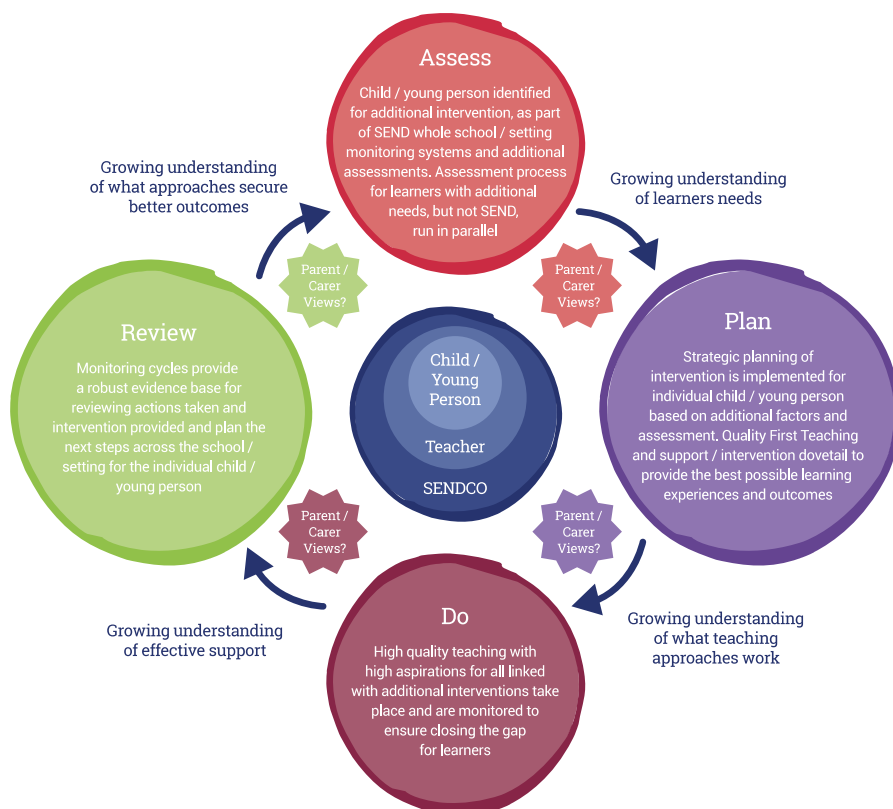 Assess
Child / young person identified
for additional intervention, as part
of SEND whole school / setting
monitoring systems and additional
assessments. Assessment process
for learners with additional
needs, but not SEND,
run in parallel
Growing understanding
of what approaches secure
better outcomes
Growing understanding
of learners needs
Parent /
Carer
Views?
Parent /
Carer
Views?
Review
Monitoring cycles provide
a robust evidence base for
reviewing actions taken and
intervention provided and plan the
next steps across the school /
setting for the individual child /
young person
Child /
Young
Person
Teacher
SENDCO
Plan
Strategic planning of
intervention is implemented for
individual child / young person
based on additional factors and
assessment. Quality First Teaching
and support / intervention dovetail to
provide the best possible learning
experiences and outcomes
Parent /
Carer
Views?
Parent /
Carer
Views?
Growing understanding
of effective support
Do
High quality teaching with
high aspirations for all linked
with additional interventions take
place and are monitored to
ensure closing the gap
for learners
Growing understanding
of what teaching
approaches work